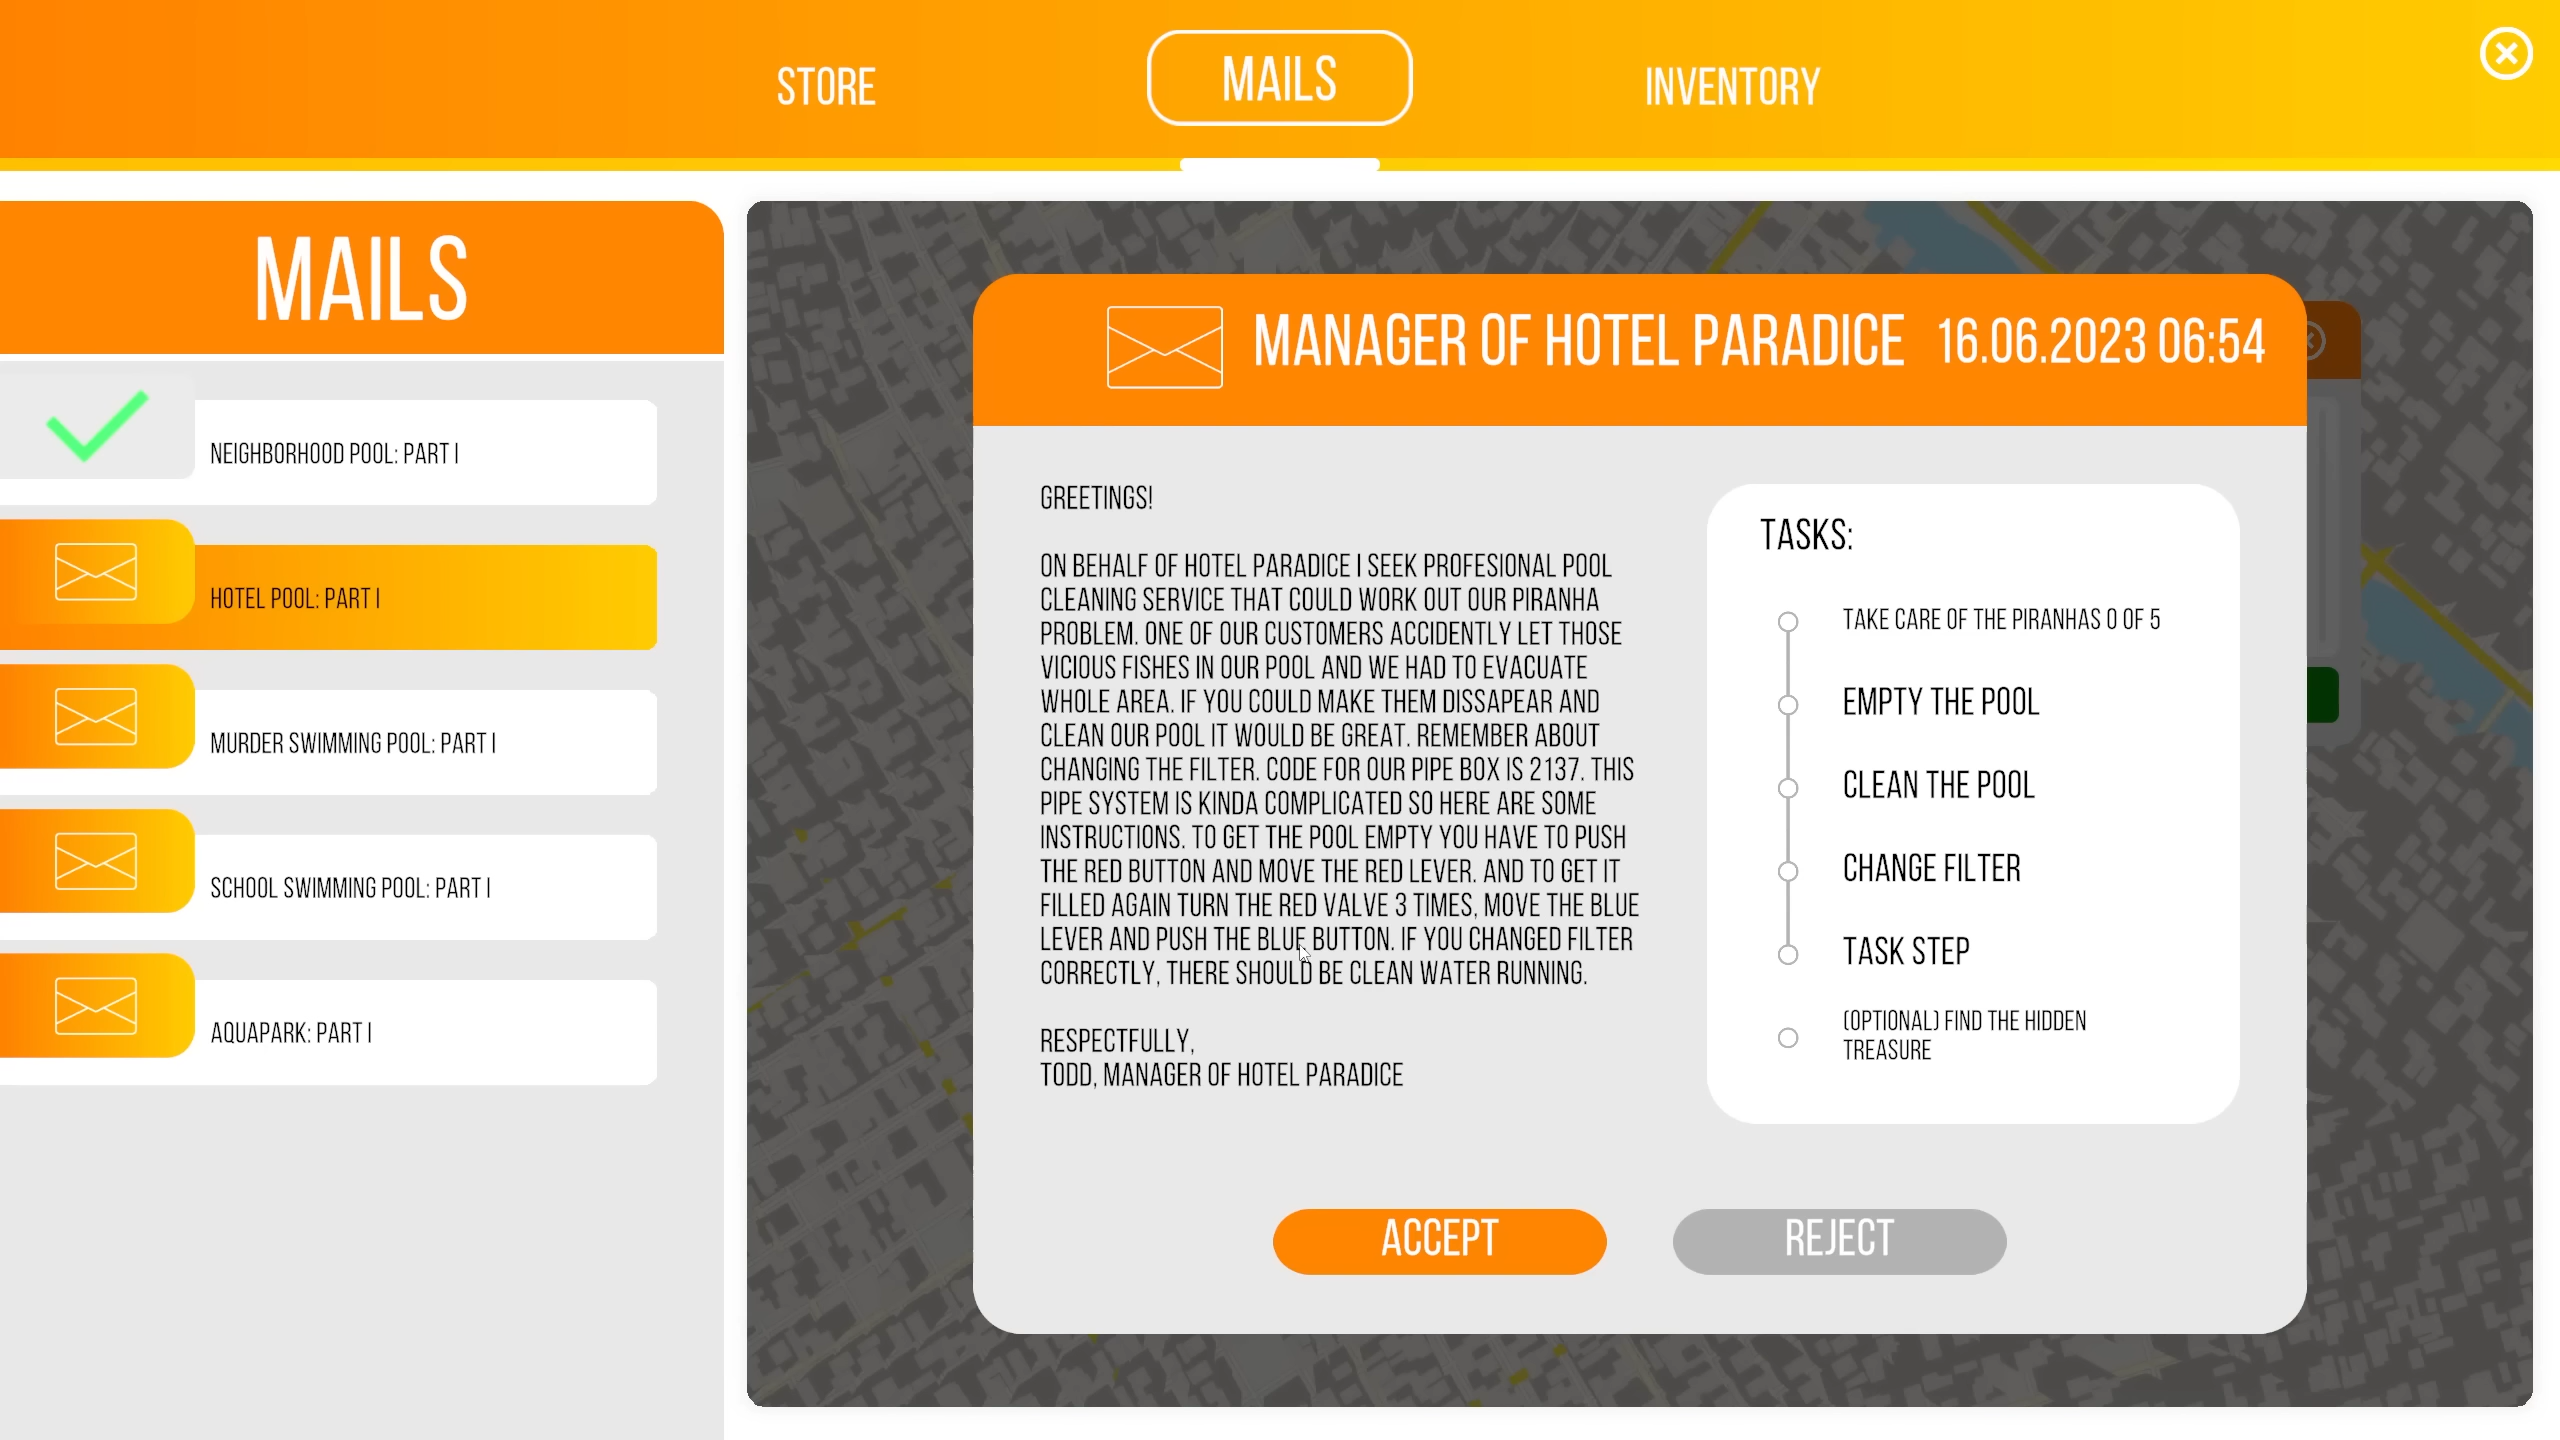 STORE
MAILS
INVENTORY
MAILS
NEIGHBORHOOD POOL: PART I
HOTEL POOL: PART I
MURDER SWIMMING POOL: PART I
SCHOOL SWIMMING POOL: PART I
AQUAPARK: PART I
MANAGER OF HOTEL PARADICE 16.06.2023 06:54
GREETINGS!
ON BEHALF OF HOTEL PARADICE I SEEK PROFESIONAL POOL
CLEANING SERVICE THAT COULD WORK OUT OUR PIRANHA
PROBLEM. ONE OF OUR CUSTOMERS ACCIDENTLY LET THOSE
VICIOUS FISHES IN OUR POOL AND WE HAD TO EVACUATE
WHOLE AREA. IF YOU COULD MAKE THEM DISSAPEAR AND
CLEAN OUR POOL IT WOULD BE GREAT. REMEMBER ABOUT
CHANGING THE FILTER. CODE FOR OUR PIPE BOX IS 2137. THIS
PIPE SYSTEM IS KINDA COMPLICATED SO HERE ARE SOME
INSTRUCTIONS. TO GET THE POOL EMPTY YOU HAVE TO PUSH
THE RED BUTTON AND MOVE THE RED LEVER. AND TO GET IT
FILLED AGAIN TURN THE RED VALVE 3 TIMES, MOVE THE BLUE
LEVER AND PUSH THE BLUE BUTTON. IF YOU CHANGED FILTER
CORRECTLY, THERE SHOULD BE CLEAN WATER RUNNING.
RESPECTFULLY,
TODD, MANAGER OF HOTEL PARADICE
TASKS:
TAKE CARE OF THE PIRANHAS 0 OF 5
EMPTY THE POOL
CLEAN THE POOL
CHANGE FILTER
TASK STEP
(OPTIONAL) FIND THE HIDDEN
TREASURE
ACCEPT
REJECT